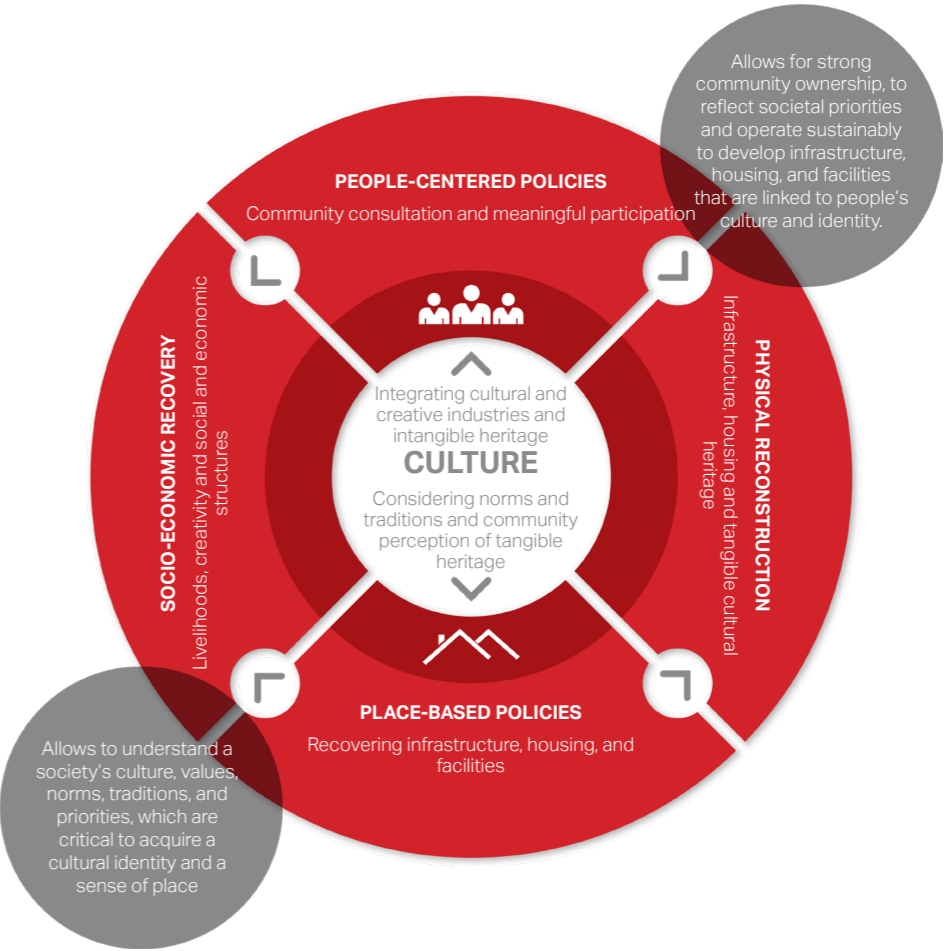 Allows for strong
community ownership, to
reflect societal priorities
and operate sustainably
to develop infrastructure,
housing, and facilities
that are linked to people's
culture and identity.
PEOPLE-CENTERED POLICIES
Community consultation and meaningful participation
SOCIO-ECONOMIC RECOVERY
Livelihoods, creativity and social and economic
structures
Integrating cultural and
creative industries and
intangible heritage
CULTURE
Considering norms and
traditions and community
perception of tangible
heritage
PHYSICAL RECONSTRUCTION
Infrastructure, housing and tangible cultural
heritage
PLACE-BASED POLICIES
Recovering infrastructure, housing, and
facilities
Allows to understand a
society's culture, values,
norms, traditions, and
priorities, which are
critical to acquire a
cultural identity and a
sense of place